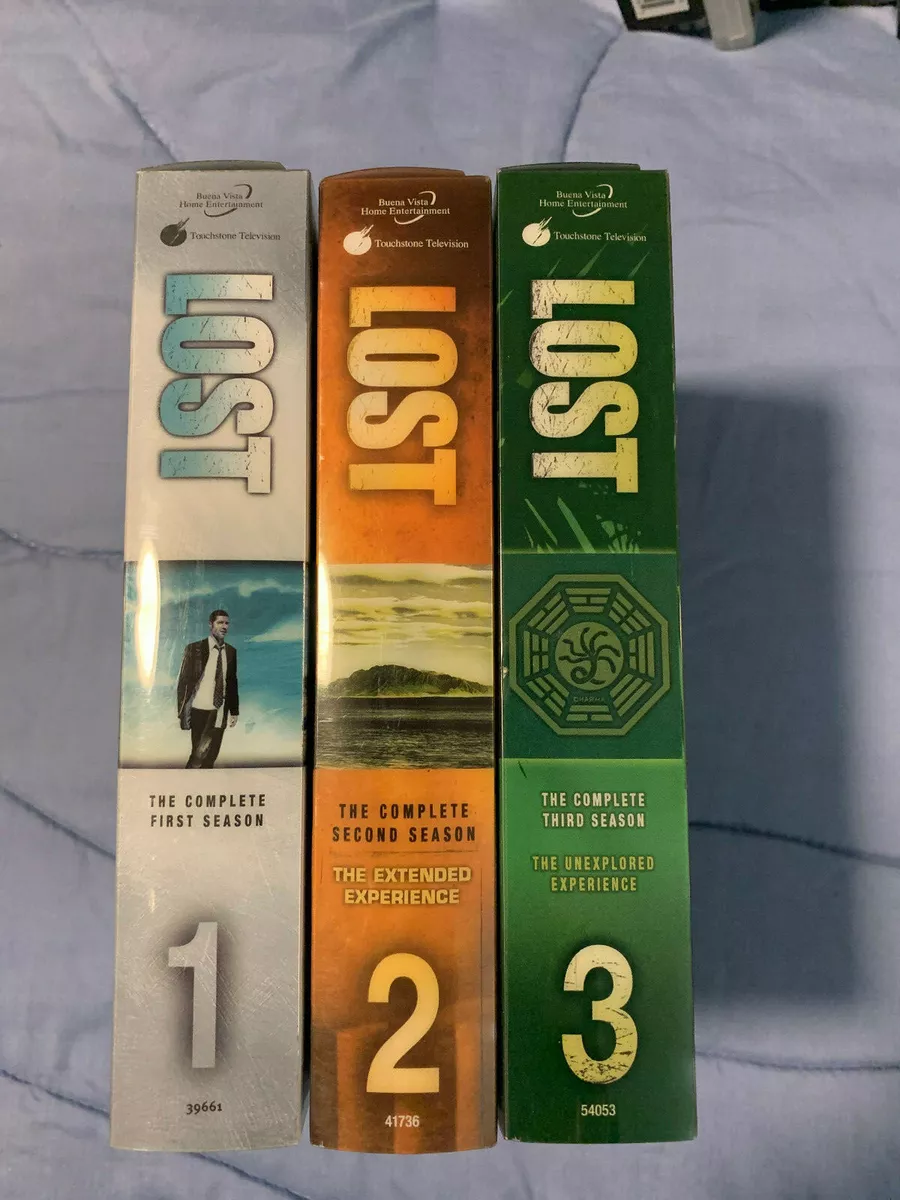 Buena Vista
Home Entertainment
Touchstone Television
LOST
THE COMPLETE
FIRST SEASON
1
39661
Buena Vista
Home Entertainment
Touchstone Television
LOST
THE COMPLETE
SECOND SEASON
THE EXTENDED
EXPERIENCE
2
41736
Buena Vista
Home Entertainment
Touchstone Television
LOST
DHARMA
THE COMPLETE
THIRD SEASON
THE UNEXPLORED
EXPERIENCE
3
54053